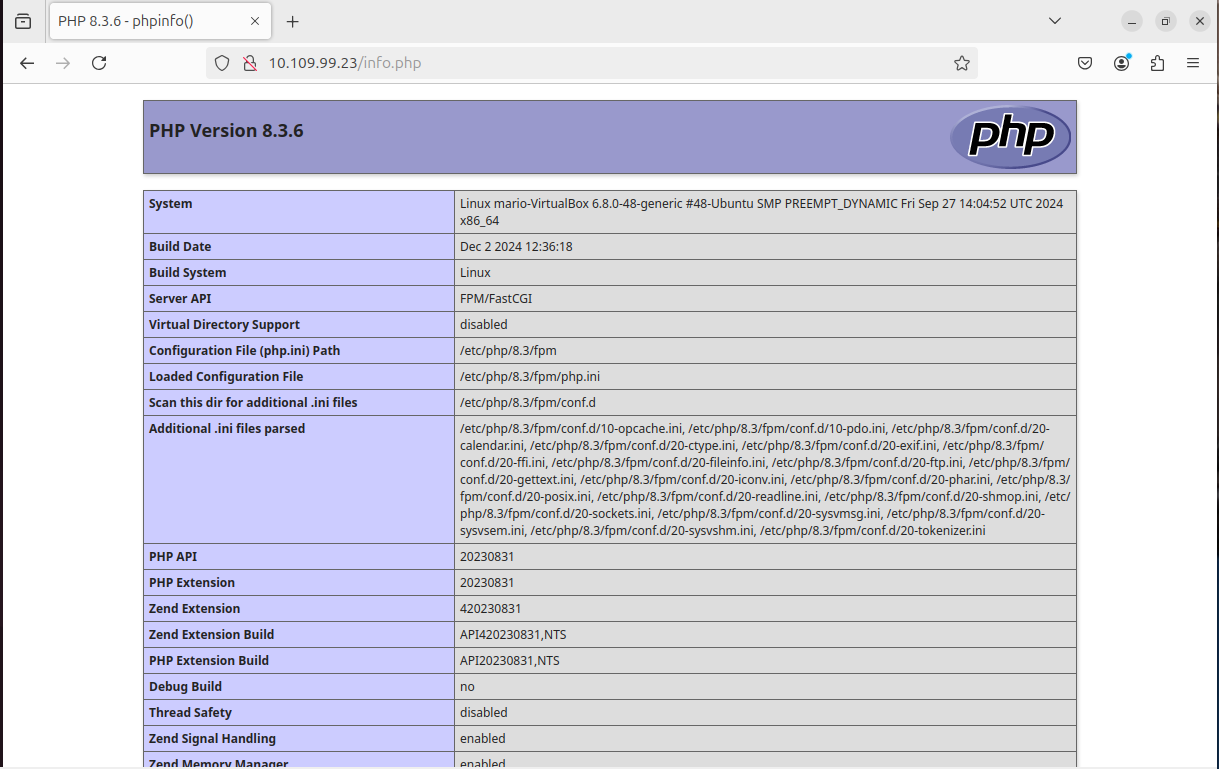 PHP 8.3.6 - phpinfo()
10.109.99.23/info.php
PHP Version 8.3.6
php
System
Linux mario-VirtualBox 6.8.0-48-generic #48-Ubuntu SMP PREEMPT_DYNAMIC Fri Sep 27 14:04:52 UTC 2024
x86_64
Build Date
Dec 2 2024 12:36:18
Build System
Linux
Server API
FPM/FastCGI
Virtual Directory Support
disabled
Configuration File (php.ini) Path
/etc/php/8.3/fpm
Loaded Configuration File
/etc/php/8.3/fpm/php.ini
Scan this dir for additional .ini files
/etc/php/8.3/fpm/conf.d
Additional .ini files parsed
/etc/php/8.3/fpm/conf.d/10-opcache.ini, /etc/php/8.3/fpm/conf.d/10-pdo.ini, /etc/php/8.3/fpm/conf.d/20-
calendar.ini, /etc/php/8.3/fpm/conf.d/20-ctype.ini, /etc/php/8.3/fpm/conf.d/20-exif.ini, /etc/php/8.3/fpm/
conf.d/20-ffi.ini, /etc/php/8.3/fpm/conf.d/20-fileinfo.ini, /etc/php/8.3/fpm/conf.d/20-ftp.ini, /etc/php/8.3/fpm/
conf.d/20-gettext.ini, /etc/php/8.3/fpm/conf.d/20-iconv.ini, /etc/php/8.3/fpm/conf.d/20-phar.ini, /etc/php/8.3/
fpm/conf.d/20-posix.ini, /etc/php/8.3/fpm/conf.d/20-readline.ini, /etc/php/8.3/fpm/conf.d/20-shmop.ini, /etc/
php/8.3/fpm/conf.d/20-sockets.ini, /etc/php/8.3/fpm/conf.d/20-sysvmsg.ini, /etc/php/8.3/fpm/conf.d/20-
sysvsem.ini, /etc/php/8.3/fpm/conf.d/20-sysvshm.ini, /etc/php/8.3/fpm/conf.d/20-tokenizer.ini
PHP API
20230831
PHP Extension
20230831
Zend Extension
420230831
Zend Extension Build
API420230831,NTS
PHP Extension Build
API20230831,NTS
Debug Build
no
Thread Safety
disabled
Zend Signal Handling
enabled
Zend Memory Manager
enabled